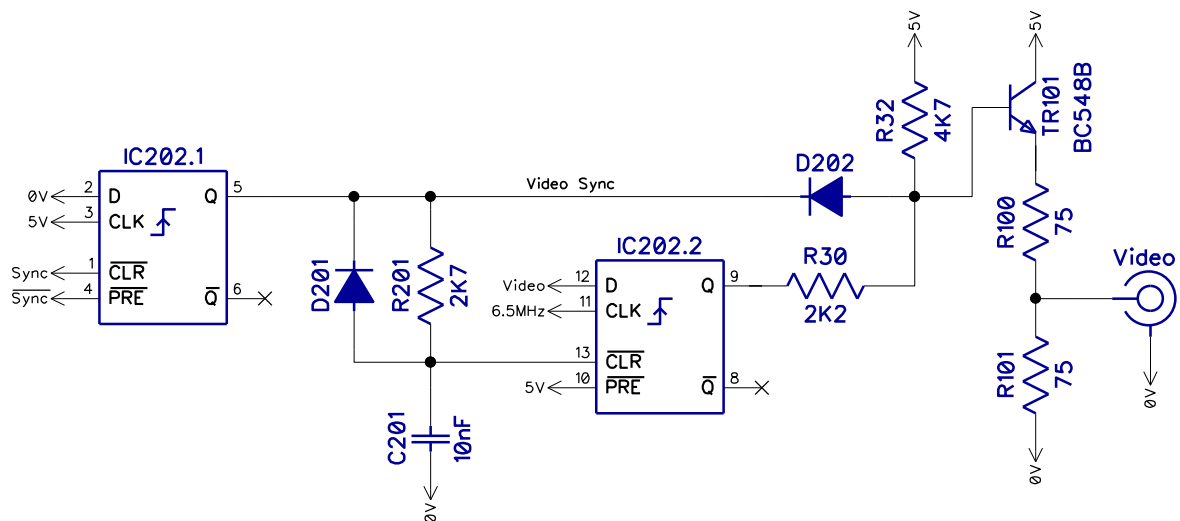 5V
5V
R32
4K7
TR101
BC548B
IC202.1
2 D Q 5
0V
3 CLK
5V
1 CLR
Sync
4 PRE Q 6
Sync
Video Sync
D202
D201
R201
2K7
IC202.2
12 D Q 9
Video
11 CLK
6.5MHz
13 CLR
10 PRE Q 8
5V
R30
2K2
R100
75
Video
R101
75
0V
0V
C201
10nF
0V